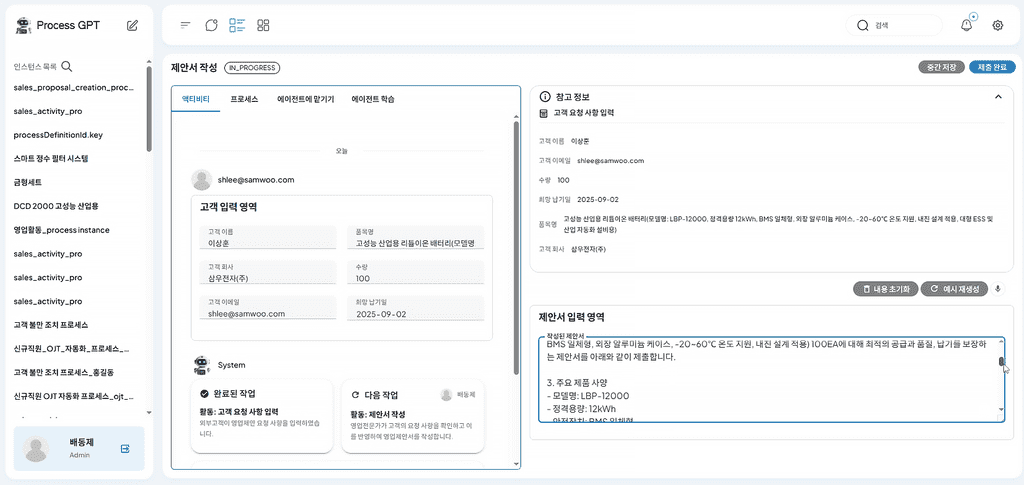 Process GPT
인스턴스 목록
sales_proposal_creation_proc...
sales_activity_pro
processDefinitionId.key
스마트 정수 필터 시스템
금형세트
DCD 2000 고성능 산업용
영업활동_process instance
sales_activity_pro
sales_activity_pro
sales_activity_pro
고객 불만 조치 프로세스
신규직원_OJT_자동화_프로세스_...
고객 불만 조치 프로세스_홍길동
신규직원 OJT 자동화 프로세스_ojt_...
배동제
Admin
검색
제안서 작성 IN_PROGRESS
중간 저장 제출 완료
액티비티 프로세스 에이전트에 맡기기 에이전트 학습
오늘
shlee@samwoo.com
고객 입력 영역
고객 이름 품목명
이상훈 고성능 산업용 리튬이온 배터리(모델명
고객 회사 수량
삼우전자(주) 100
고객 이메일 희망 납기일
shlee@samwoo.com 2025-09-02
System
완료된 작업
활동: 고객 요청 사항 입력
외부고객이 영업제안 요청 사항을 입력하였습
니다.
다음 작업 배동제
활동: 제안서 작성
영업전문가가 고객의 요청 사항을 확인하고 이
를 반영하여 영업제안서를 작성합니다.
참고 정보
고객 요청 사항 입력
고객 이름 이상훈
고객 이메일 shlee@samwoo.com
수량 100
희망 납기일 2025-09-02
품목명 고성능 산업용 리튬이온 배터리(모델명: LBP-12000, 정격용량 12kWh, BMS 일체형, 외장 알루미늄 케이스, -20~60℃ 온도 지원, 내진 설계 적용, 대형 ESS 및
산업 자동화 설비용)
고객 회사 삼우전자(주)
내용 초기화 예시 재생성
제안서 입력 영역
작성된 제안서
BMS 일체형, 외장 알루미늄 케이스, -20~60℃ 온도 지원, 내진 설계 적용) 100EA에 대해 최적의 공급과 품질, 납기를 보장하
는 제안서를 아래와 같이 제출합니다.
3. 주요 제품 사양
- 모델명: LBP-12000
- 정격용량: 12kWh
- 안전장치: BMS 일체형